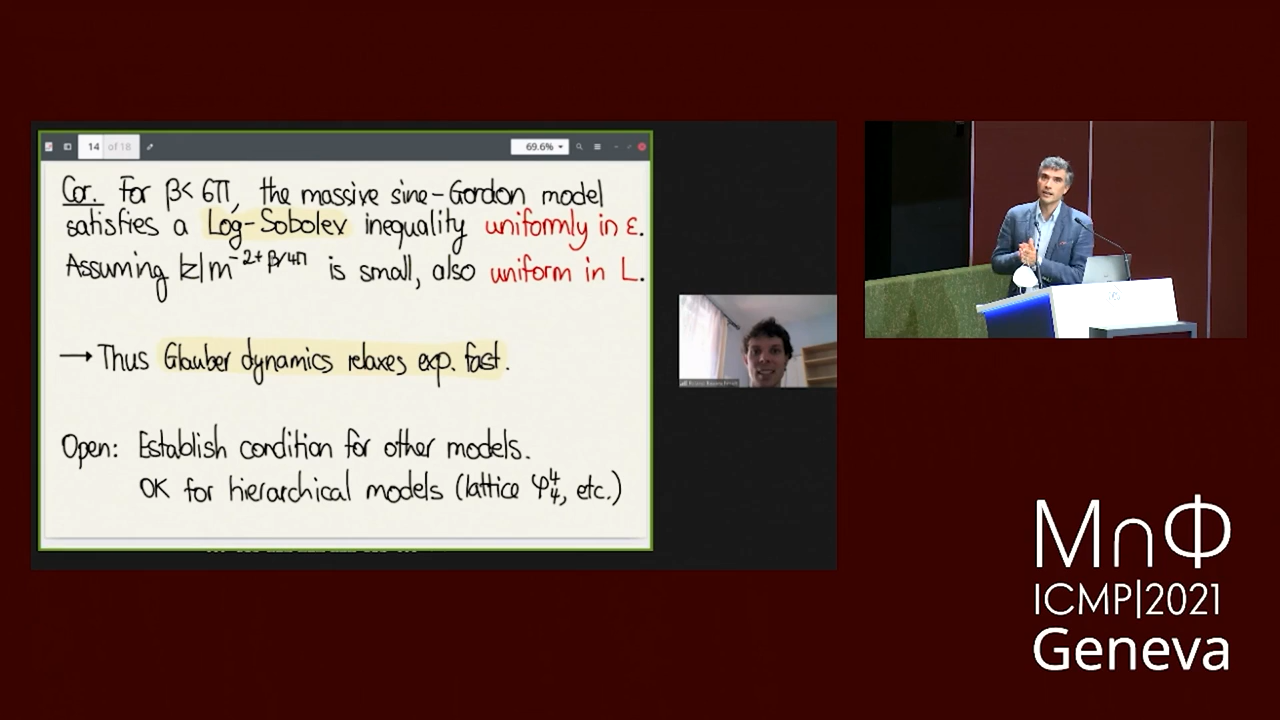 14 of 18
69.6%
Cor. For β < 6π, the massive sine-Gordon model
satisfies a Log-Sobolev inequality uniformly in ε.
Assuming |z|m^{-2+β/4π} is small, also uniform in L.
→ Thus Glauber dynamics relaxes exp. fast.
Open: Establish condition for other models.
OK for hierarchical models (lattice φ⁴₄, etc.)
M∩Φ
ICMP|2021
Geneva